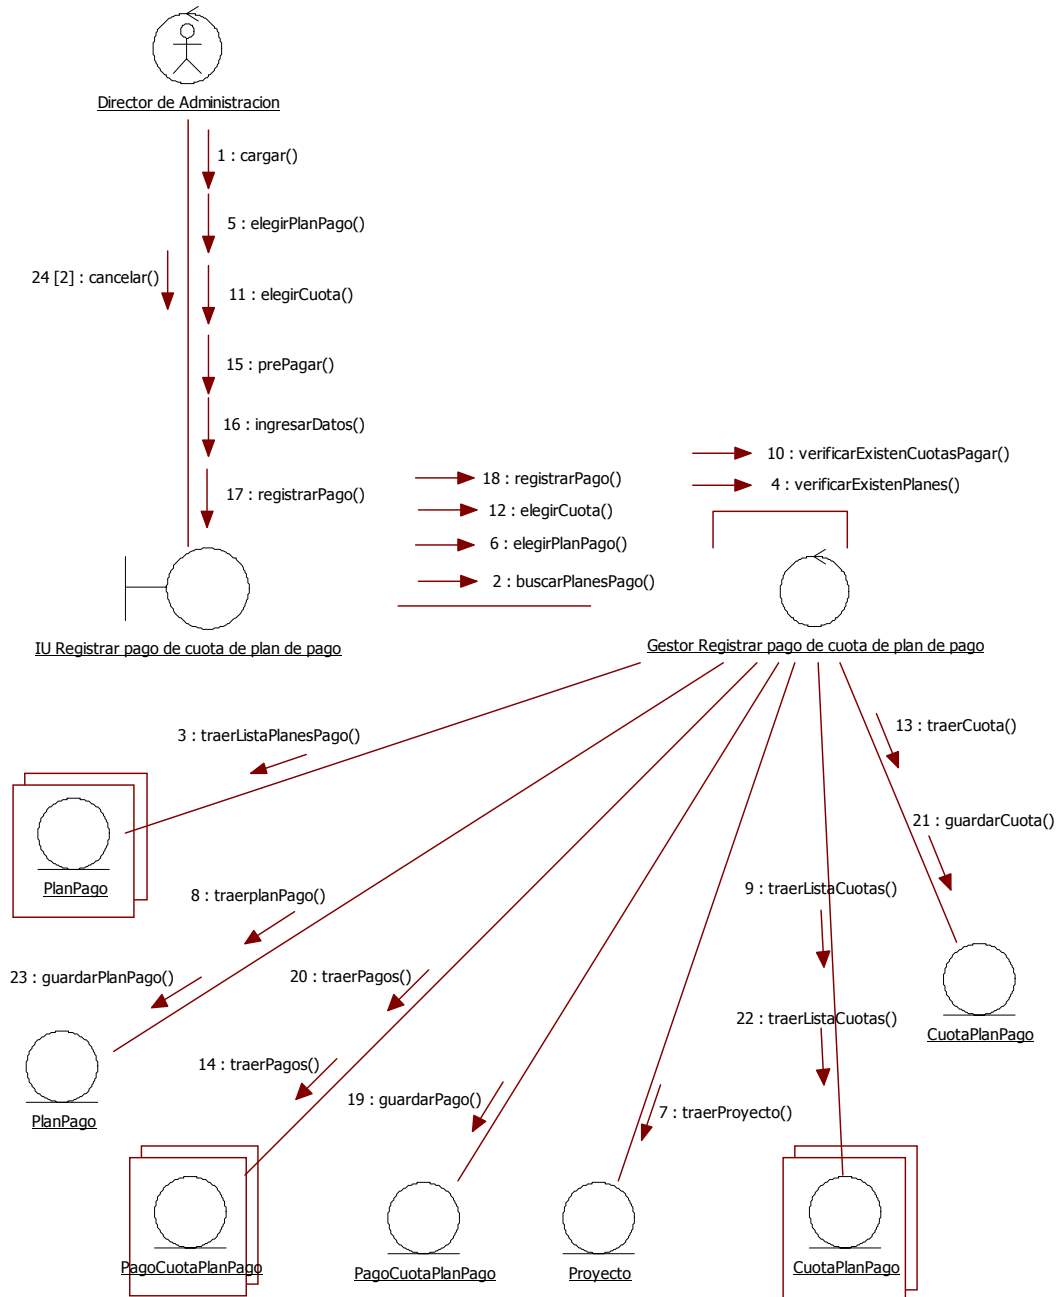 Director de Administracion
1 : cargar()
5 : elegirPlanPago()
24 [2] : cancelar()
11 : elegirCuota()
15 : prePagar()
16 : ingresarDatos()
17 : registrarPago()
18 : registrarPago()
12 : elegirCuota()
6 : elegirPlanPago()
2 : buscarPlanesPago()
10 : verificarExistenCuotasPagar()
4 : verificarExistenPlanes()
IU Registrar pago de cuota de plan de pago
Gestor Registrar pago de cuota de plan de pago
3 : traerListaPlanesPago()
13 : traerCuota()
21 : guardarCuota()
PlanPago
8 : traerplanPago()
9 : traerListaCuotas()
23 : guardarPlanPago()
20 : traerPagos()
22 : traerListaCuotas()
CuotaPlanPago
14 : traerPagos()
19 : guardarPago()
7 : traerProyecto()
PlanPago
PagoCuotaPlanPago
PagoCuotaPlanPago
Proyecto
CuotaPlanPago